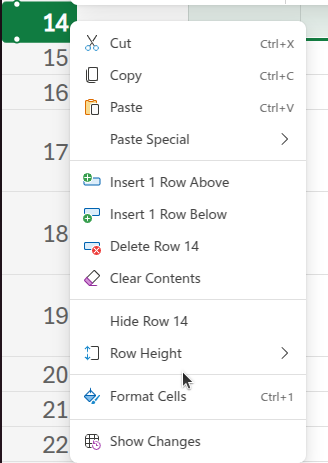 14
Cut Ctrl+X
15
Copy Ctrl+C
16
Paste Ctrl+V
Paste Special
17
Insert 1 Row Above
Insert 1 Row Below
18
Delete Row 14
Clear Contents
19
Hide Row 14
Row Height
20
Format Cells Ctrl+1
21
Show Changes
22